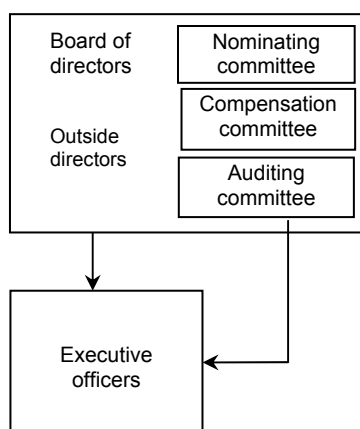 Board of
directors
Outside
directors
Nominating
committee
Compensation
committee
Auditing
committee
Executive
officers